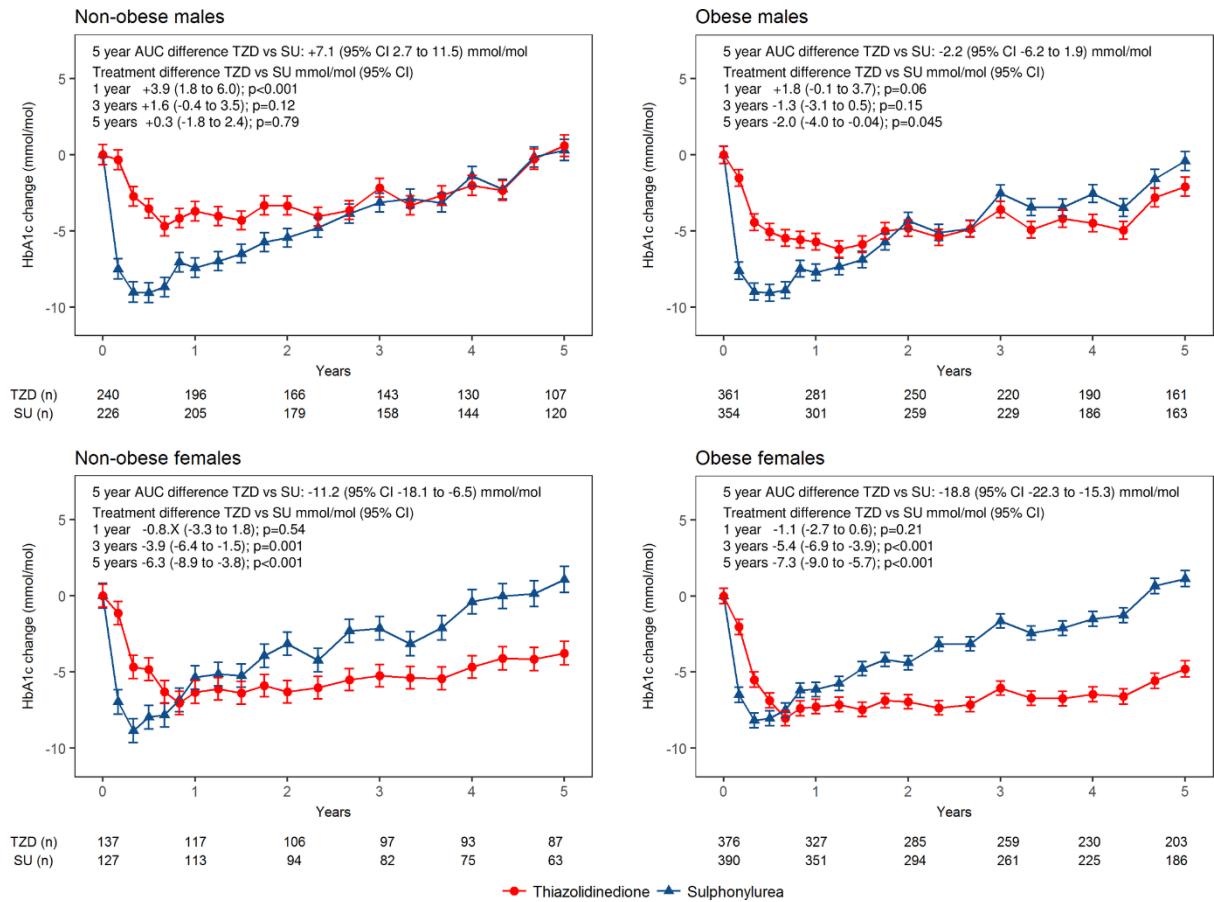 Non-obese males
5 year AUC difference TZD vs SU: +7.1 (95% CI 2.7 to 11.5) mmol/mol
Treatment difference TZD vs SU mmol/mol (95% CI)
1 year +3.9 (1.8 to 6.0); p<0.001
3 years +1.6 (-0.4 to 3.5); p=0.12
5 years +0.3 (-1.8 to 2.4); p=0.79
HbA1c change (mmol/mol)
5
0
-5
-10
0 1 2 3 4 5
Years
TZD (n) 240 196 166 143 130 107
SU (n) 226 205 179 158 144 120
Obese males
5 year AUC difference TZD vs SU: -2.2 (95% CI -6.2 to 1.9) mmol/mol
Treatment difference TZD vs SU mmol/mol (95% CI)
1 year +1.8 (-0.1 to 3.7); p=0.06
3 years -1.3 (-3.1 to 0.5); p=0.15
5 years -2.0 (-4.0 to -0.04); p=0.045
HbA1c change (mmol/mol)
5
0
-5
-10
0 1 2 3 4 5
Years
361 281 250 220 190 161
354 301 259 229 186 163
Non-obese females
5 year AUC difference TZD vs SU: -11.2 (95% CI -18.1 to -6.5) mmol/mol
Treatment difference TZD vs SU mmol/mol (95% CI)
1 year -0.8.X (-3.3 to 1.8); p=0.54
3 years -3.9 (-6.4 to -1.5); p=0.001
5 years -6.3 (-8.9 to -3.8); p<0.001
HbA1c change (mmol/mol)
5
0
-5
-10
0 1 2 3 4 5
Years
TZD (n) 137 117 106 97 93 87
SU (n) 127 113 94 82 75 63
Obese females
5 year AUC difference TZD vs SU: -18.8 (95% CI -22.3 to -15.3) mmol/mol
Treatment difference TZD vs SU mmol/mol (95% CI)
1 year -1.1 (-2.7 to 0.6); p=0.21
3 years -5.4 (-6.9 to -3.9); p<0.001
5 years -7.3 (-9.0 to -5.7); p<0.001
HbA1c change (mmol/mol)
5
0
-5
-10
0 1 2 3 4 5
Years
376 327 285 259 230 203
390 351 294 261 225 186
Thiazolidinedione Sulphonylurea